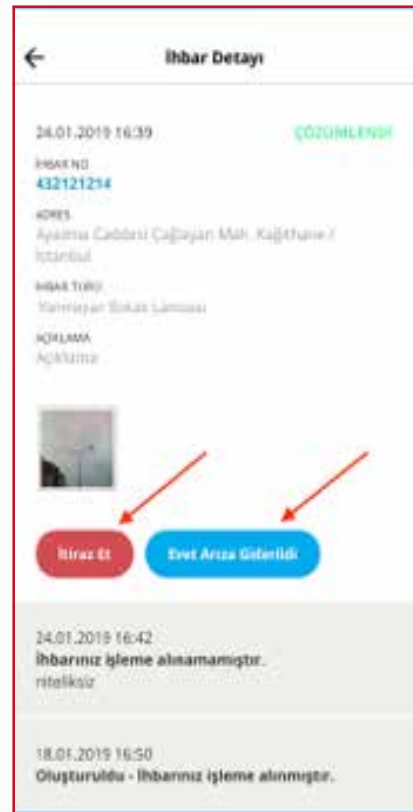 İhbar Detayı
24.01.2019 16:39
ÇÖZÜMLENDİ
İHBAR NO
432121214
ADRES
Ayazma Caddesi Çağlayan Mah. Kağıthane /
İstanbul
İHBAR TÜRÜ
Yanmayan Sokak Lambası
AÇIKLAMA
Açıklama
İtiraz Et
Evet Arıza Giderildi
24.01.2019 16:42
İhbarınız işleme alınamamıştır.
niteliksiz
18.01.2019 16:50
Oluşturuldu - İhbarınız işleme alınmıştır.